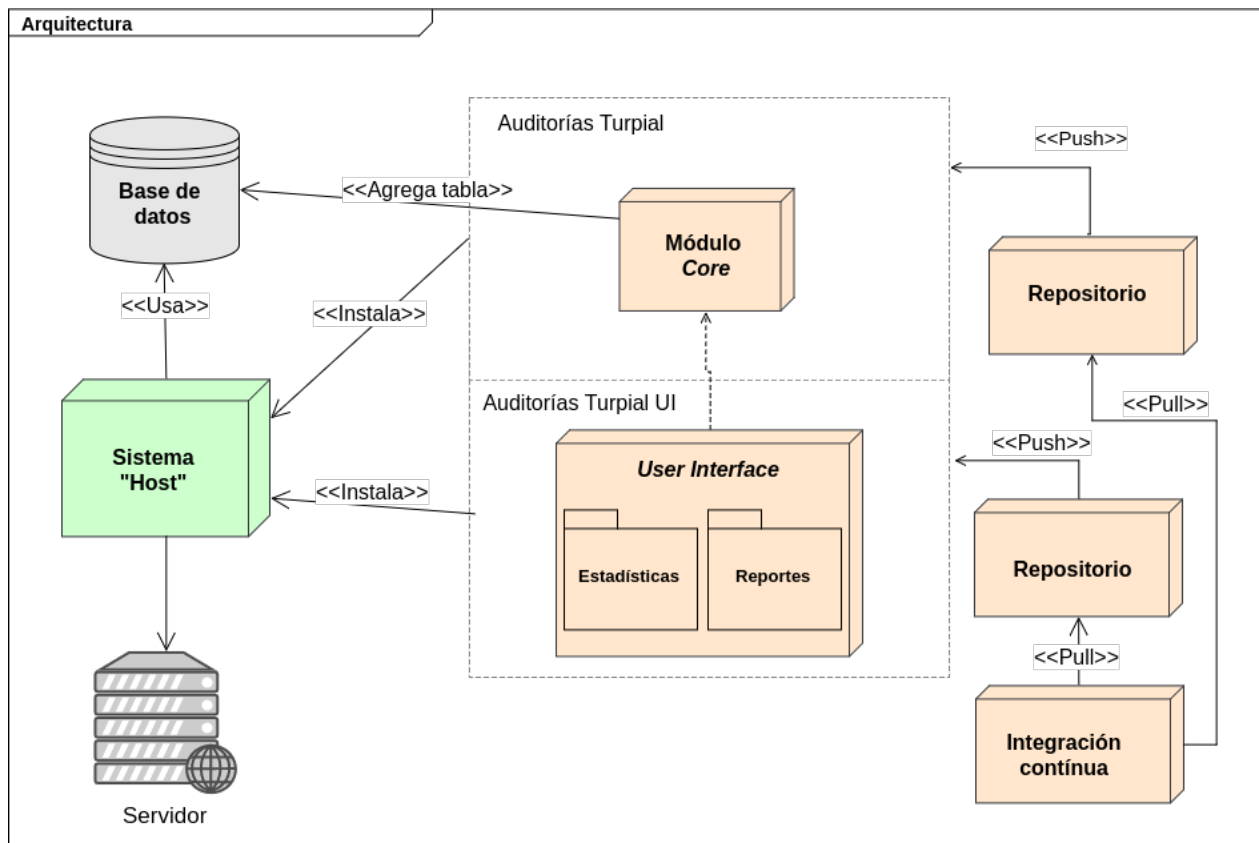 Arquitectura
Auditorías Turpial
<<Push>>
Base de
datos
<<Agrega tabla>>
Módulo
Core
Repositorio
<<Usa>>
<<Instala>>
Auditorías Turpial UI
<<Pull>>
<<Push>>
Sistema
"Host"
User Interface
<<Instala>>
Estadísticas
Reportes
Repositorio
<<Pull>>
Integración
contínua
Servidor